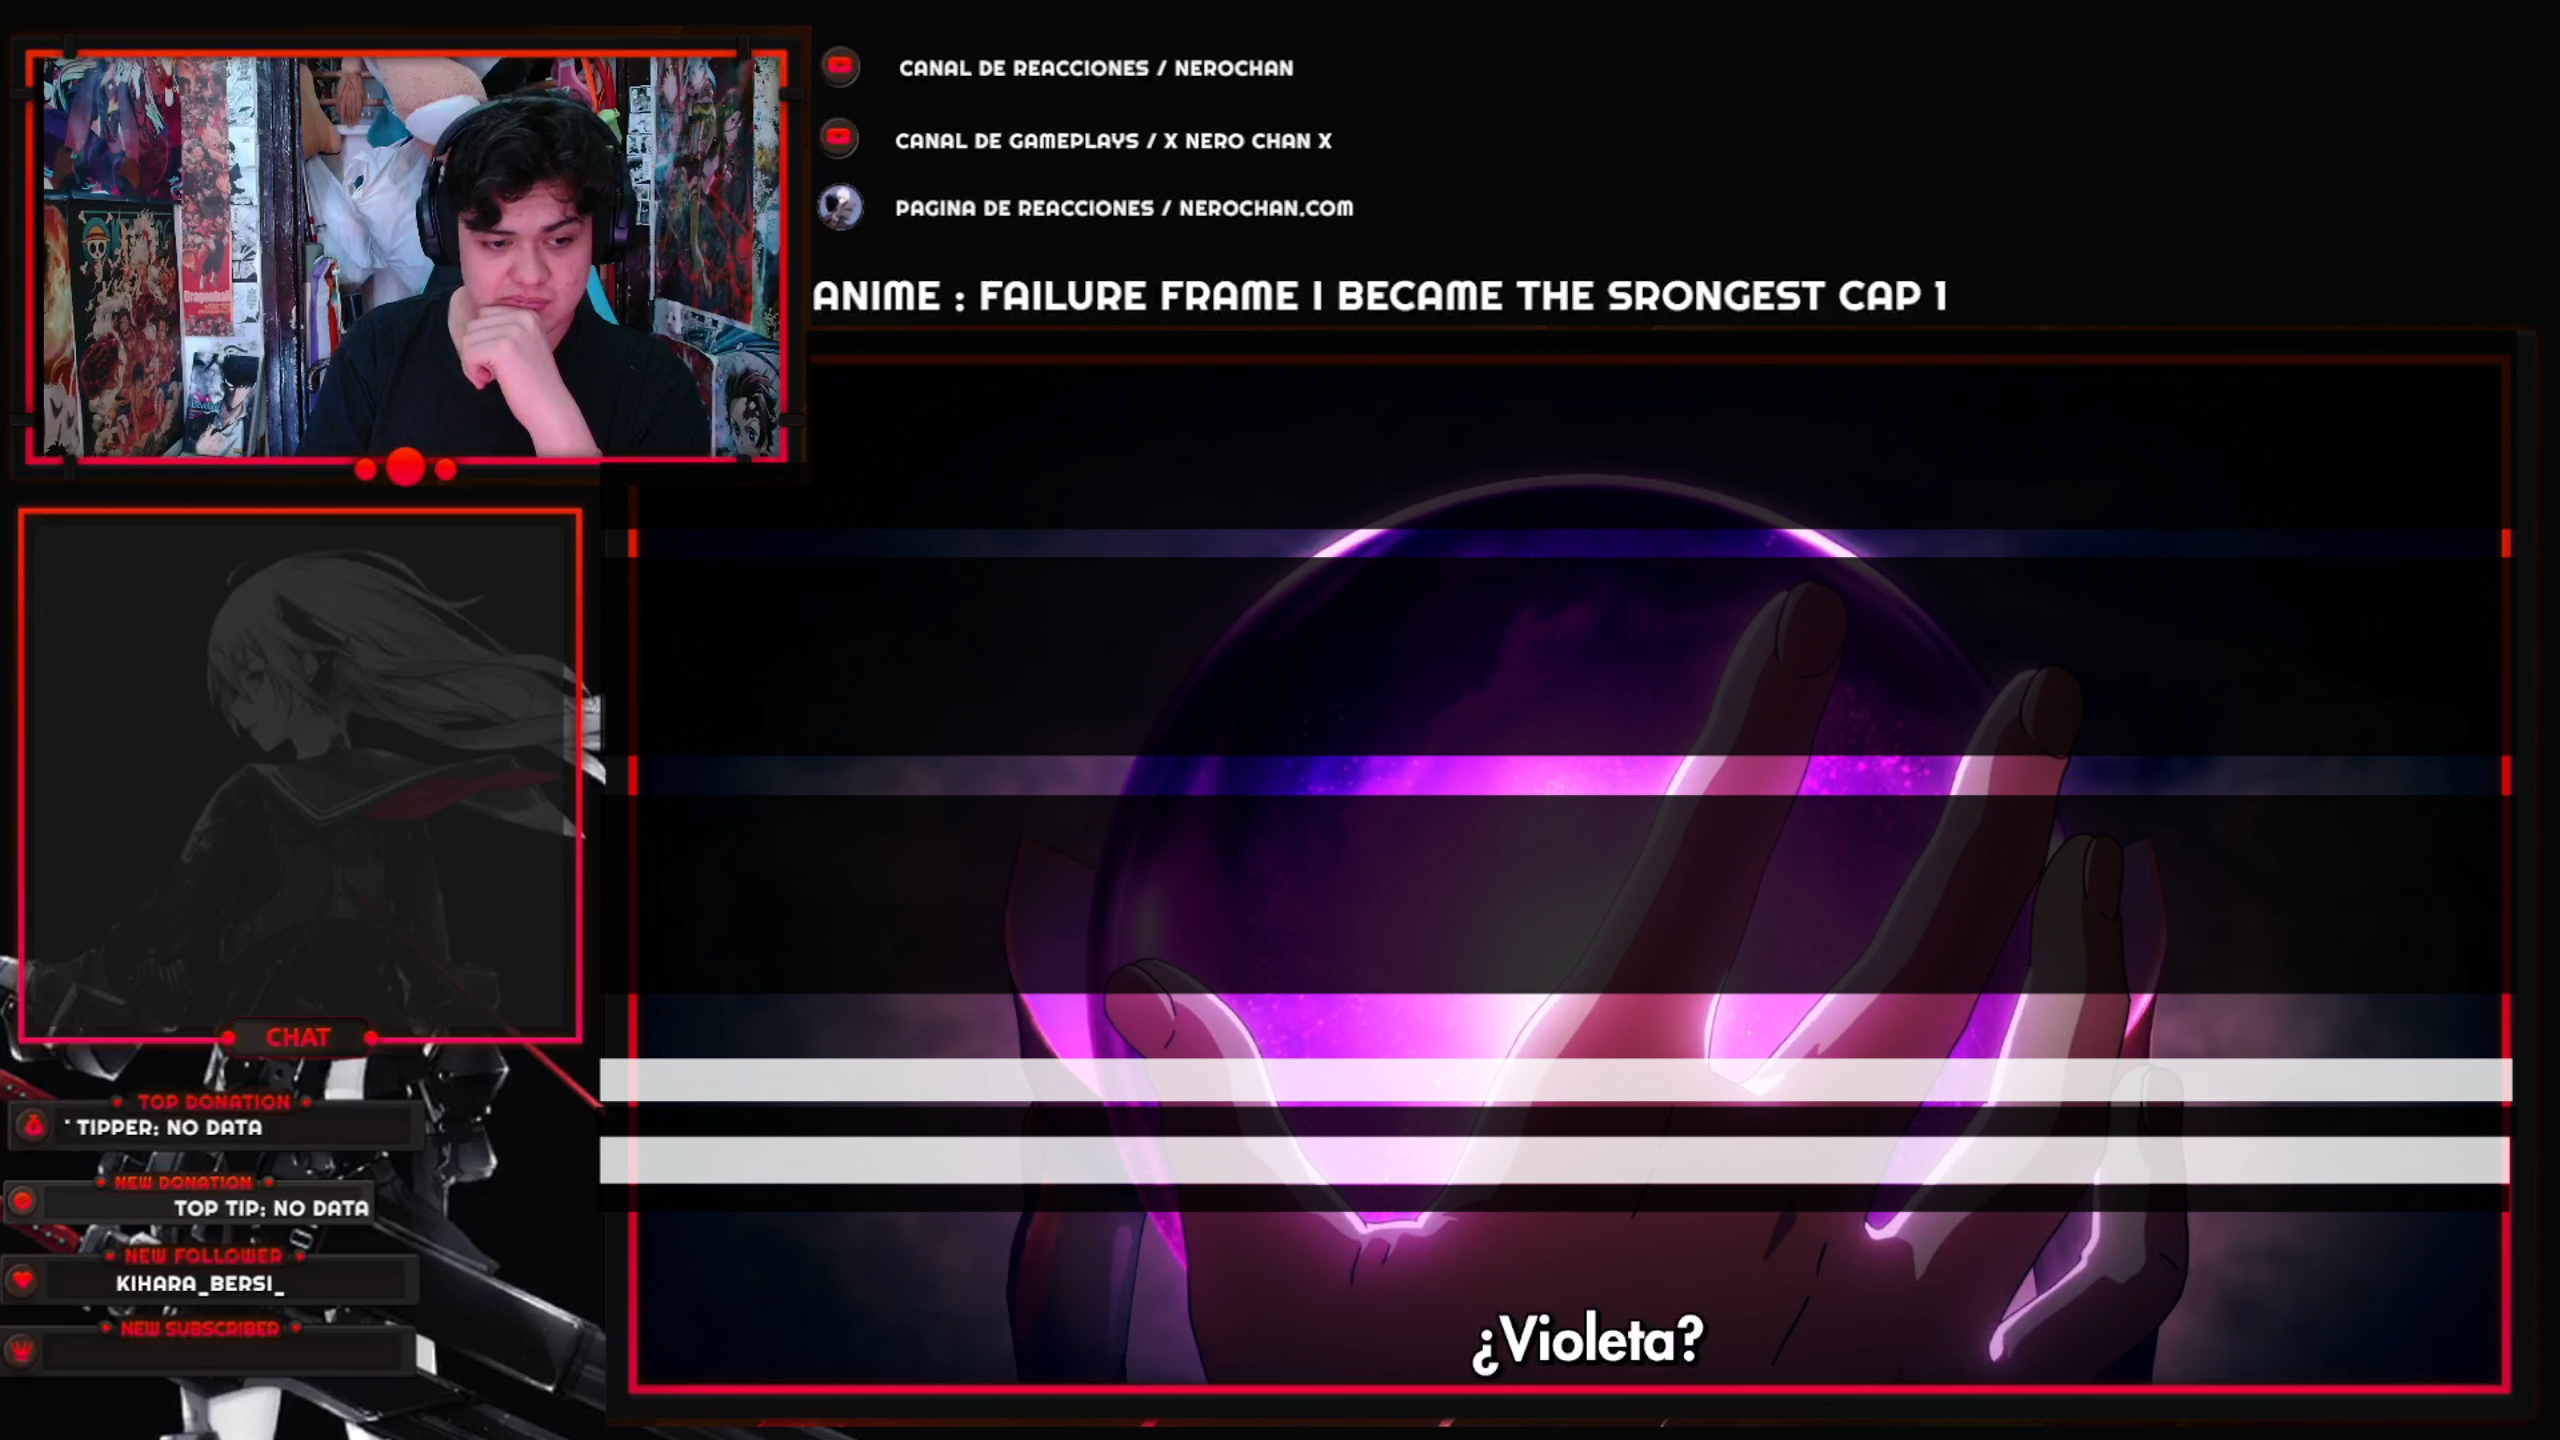 CANAL DE REACCIONES / NEROCHAN
CANAL DE GAMEPLAYS / X NERO CHAN X
PAGINA DE REACCIONES / NEROCHAN.COM
ANIME : FAILURE FRAME I BECAME THE SRONGEST CAP 1
Dragonball
CHAT
TOP DONATION
* TIPPER: NO DATA
NEW DONATION
TOP TIP: NO DATA
NEW FOLLOWER
KIHARA_BERSI_
NEW SUBSCRIBER
¿Violeta?